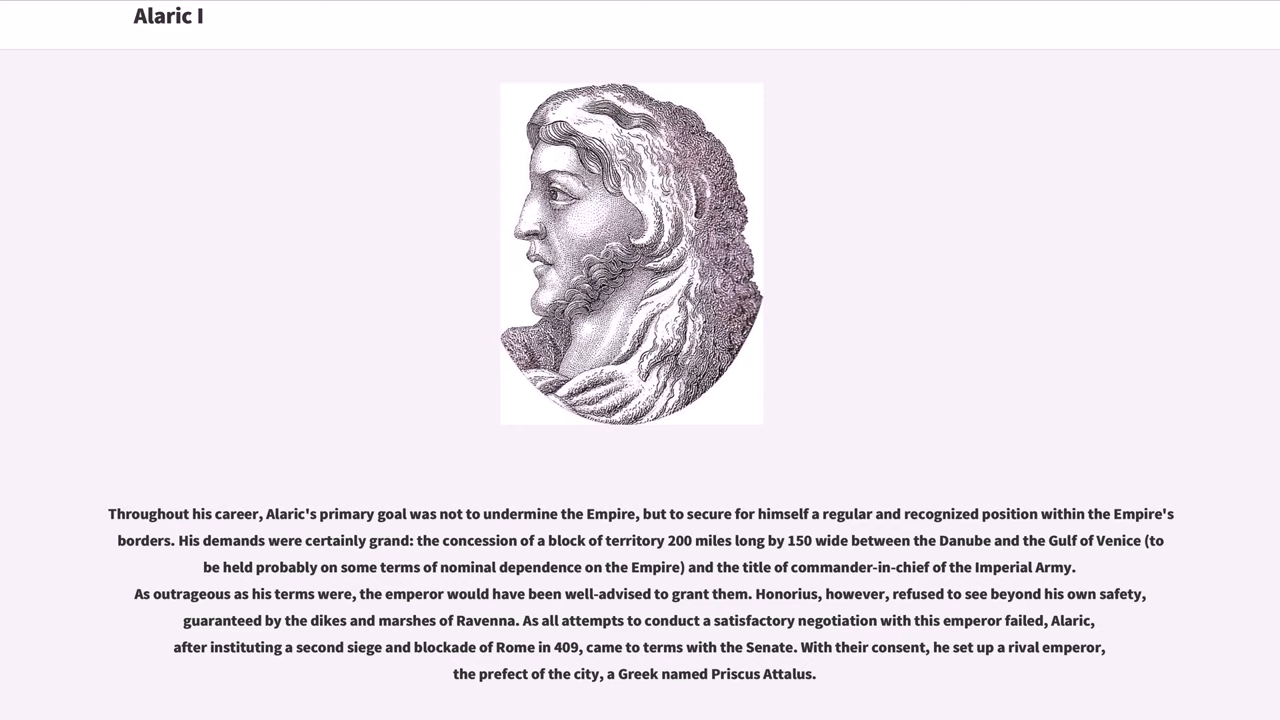 Alaric I
Throughout his career, Alaric's primary goal was not to undermine the Empire, but to secure for himself a regular and recognized position within the Empire's
borders. His demands were certainly grand: the concession of a block of territory 200 miles long by 150 wide between the Danube and the Gulf of Venice (to
be held probably on some terms of nominal dependence on the Empire) and the title of commander-in-chief of the Imperial Army.
As outrageous as his terms were, the emperor would have been well-advised to grant them. Honorius, however, refused to see beyond his own safety,
guaranteed by the dikes and marshes of Ravenna. As all attempts to conduct a satisfactory negotiation with this emperor failed, Alaric,
after instituting a second siege and blockade of Rome in 409, came to terms with the Senate. With their consent, he set up a rival emperor,
the prefect of the city, a Greek named Priscus Attalus.